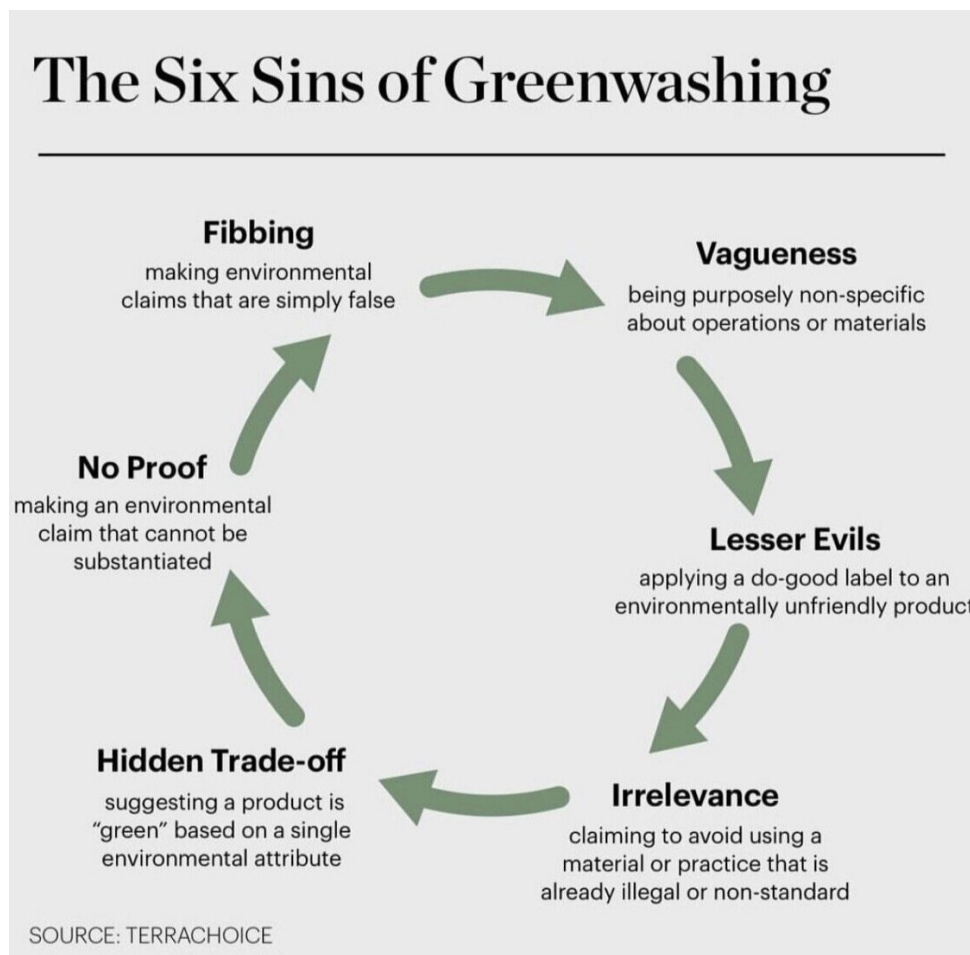 The Six Sins of Greenwashing
Fibbing
making environmental
claims that are simply false
Vagueness
being purposely non-specific
about operations or materials
Lesser Evils
applying a do-good label to an
environmentally unfriendly product
Irrelevance
claiming to avoid using a
material or practice that is
already illegal or non-standard
Hidden Trade-off
suggesting a product is
“green” based on a single
environmental attribute
No Proof
making an environmental
claim that cannot be
substantiated
SOURCE: TERRACHOICE